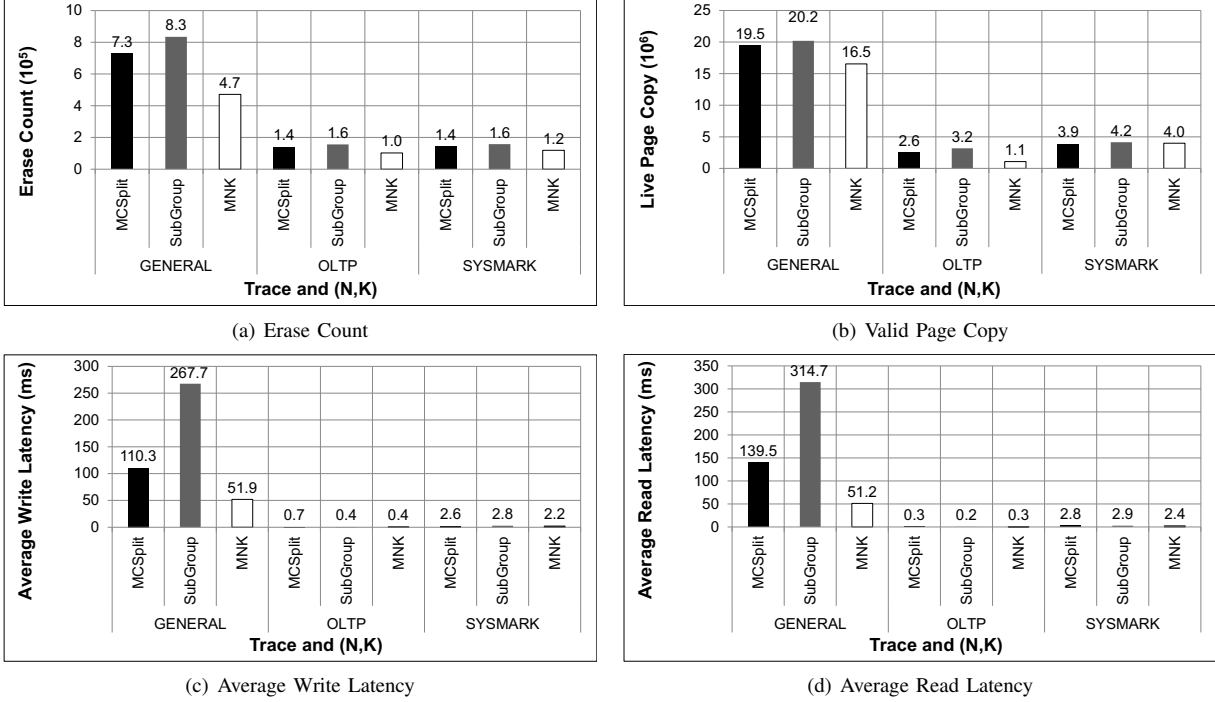 Erase Count (10⁵)
10
8
6
4
2
0
7.3
8.3
4.7
1.4
1.6
1.0
1.4
1.6
1.2
MCSplit
SubGroup
MNK
MCSplit
SubGroup
MNK
MCSplit
SubGroup
MNK
GENERAL
OLTP
SYSMARK
Trace and (N,K)
(a) Erase Count
Live Page Copy (10⁶)
25
20
15
10
5
0
19.5
20.2
16.5
2.6
3.2
1.1
3.9
4.2
4.0
MCSplit
SubGroup
MNK
MCSplit
SubGroup
MNK
MCSplit
SubGroup
MNK
GENERAL
OLTP
SYSMARK
Trace and (N,K)
(b) Valid Page Copy
Average Write Latency (ms)
300
250
200
150
100
50
0
110.3
267.7
51.9
0.7
0.4
0.4
2.6
2.8
2.2
MCSplit
SubGroup
MNK
MCSplit
SubGroup
MNK
MCSplit
SubGroup
MNK
GENERAL
OLTP
SYSMARK
Trace and (N,K)
(c) Average Write Latency
Average Read Latency (ms)
350
300
250
200
150
100
50
0
139.5
314.7
51.2
0.3
0.2
0.3
2.8
2.9
2.4
MCSplit
SubGroup
MNK
MCSplit
SubGroup
MNK
MCSplit
SubGroup
MNK
GENERAL
OLTP
SYSMARK
Trace and (N,K)
(d) Average Read Latency